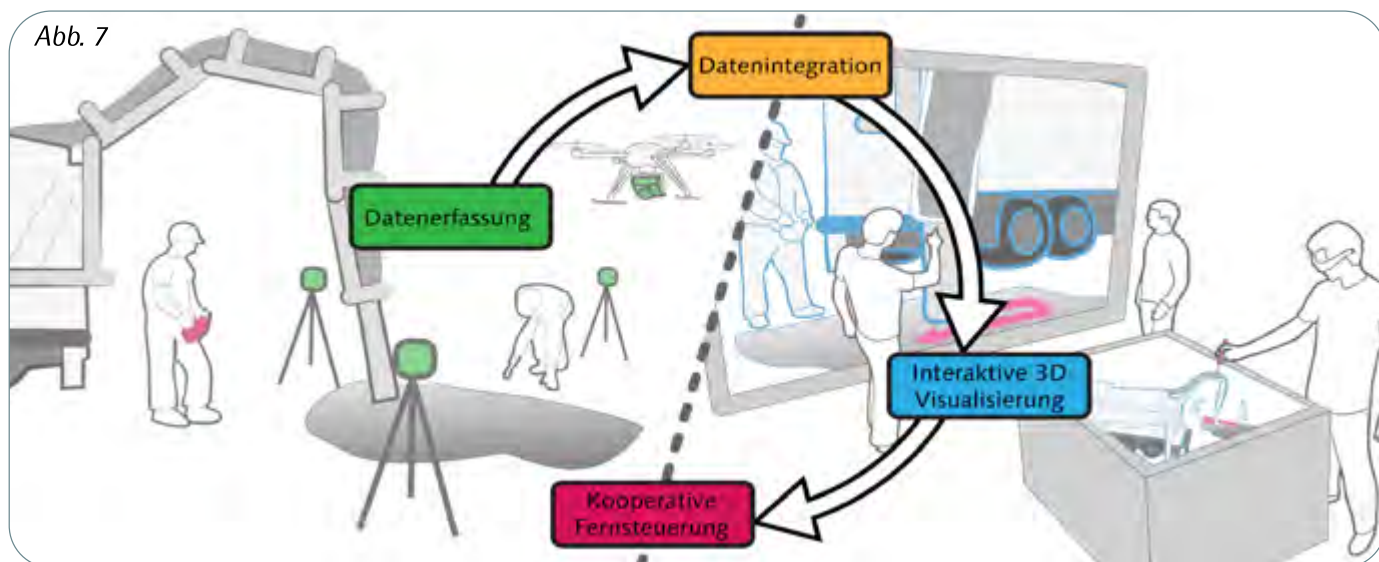 Abb. 7
Datenintegration
Datenerfassung
Interaktive 3D
Visualisierung
Kooperative
Fernsteuerung